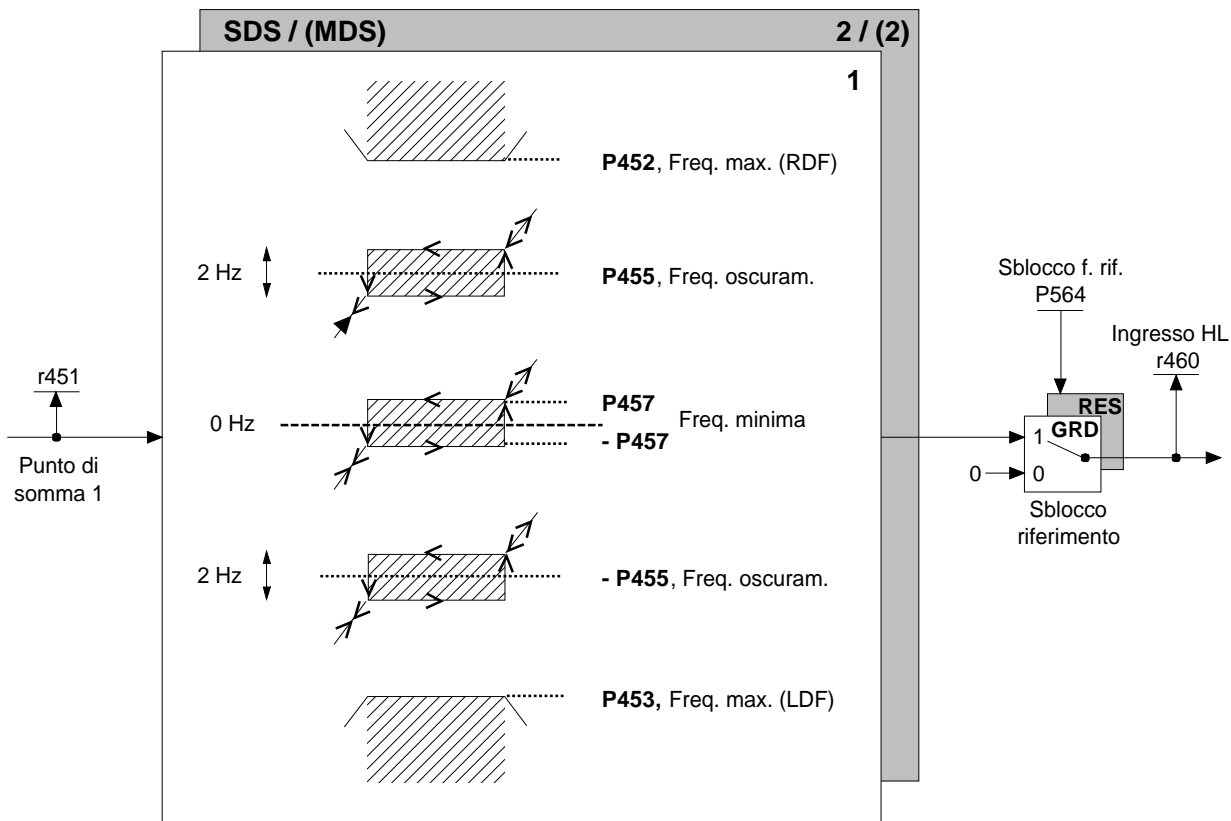 SDS / (MDS) 2 / (2)
1
P452, Freq. max. (RDF)
2 Hz
P455, Freq. oscuram.
Sblocco f. rif.
P564
Ingresso HL
r460
r451
P457
0 Hz
Freq. minima
- P457
RES
GRD
1
0
0
Punto di
somma 1
Sblocco
riferimento
2 Hz
- P455, Freq. oscuram.
P453, Freq. max. (LDF)